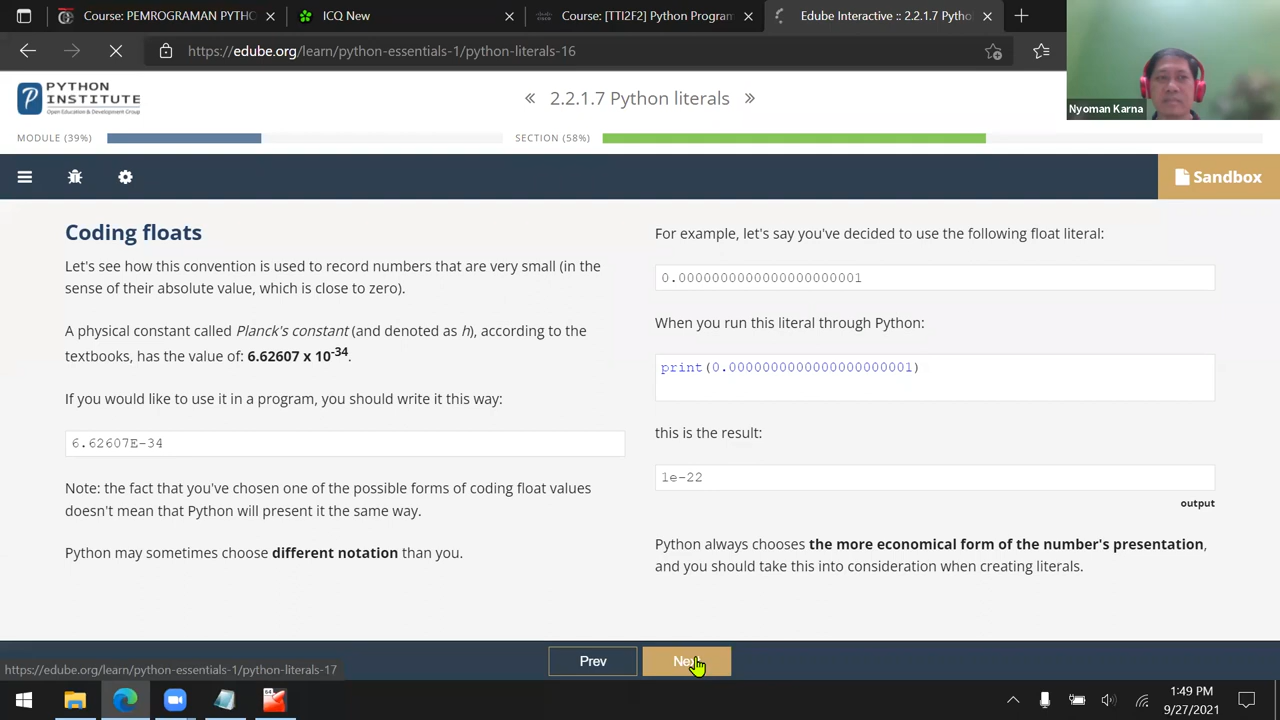 Course: PEMROGRAMAN PYTHO
ICQ New
Course: [TTI2F2] Python Program
Edube Interactive :: 2.2.1.7 Pytho
https://edube.org/learn/python-essentials-1/python-literals-16
Nyoman Karna
PYTHON
INSTITUTE
Open Education & Development Group
« 2.2.1.7 Python literals »
MODULE (39%)
SECTION (58%)
Sandbox
Coding floats
Let's see how this convention is used to record numbers that are very small (in the
sense of their absolute value, which is close to zero).
A physical constant called Planck's constant (and denoted as h), according to the
textbooks, has the value of: 6.62607 x 10-34.
If you would like to use it in a program, you should write it this way:
6.62607E-34
Note: the fact that you've chosen one of the possible forms of coding float values
doesn't mean that Python will present it the same way.
Python may sometimes choose different notation than you.
For example, let's say you've decided to use the following float literal:
0.0000000000000000000001
When you run this literal through Python:
print(0.0000000000000000000001)
this is the result:
1e-22
output
Python always chooses the more economical form of the number's presentation,
and you should take this into consideration when creating literals.
Prev
https://edube.org/learn/python-essentials-1/python-literals-17
1:49 PM
9/27/2021